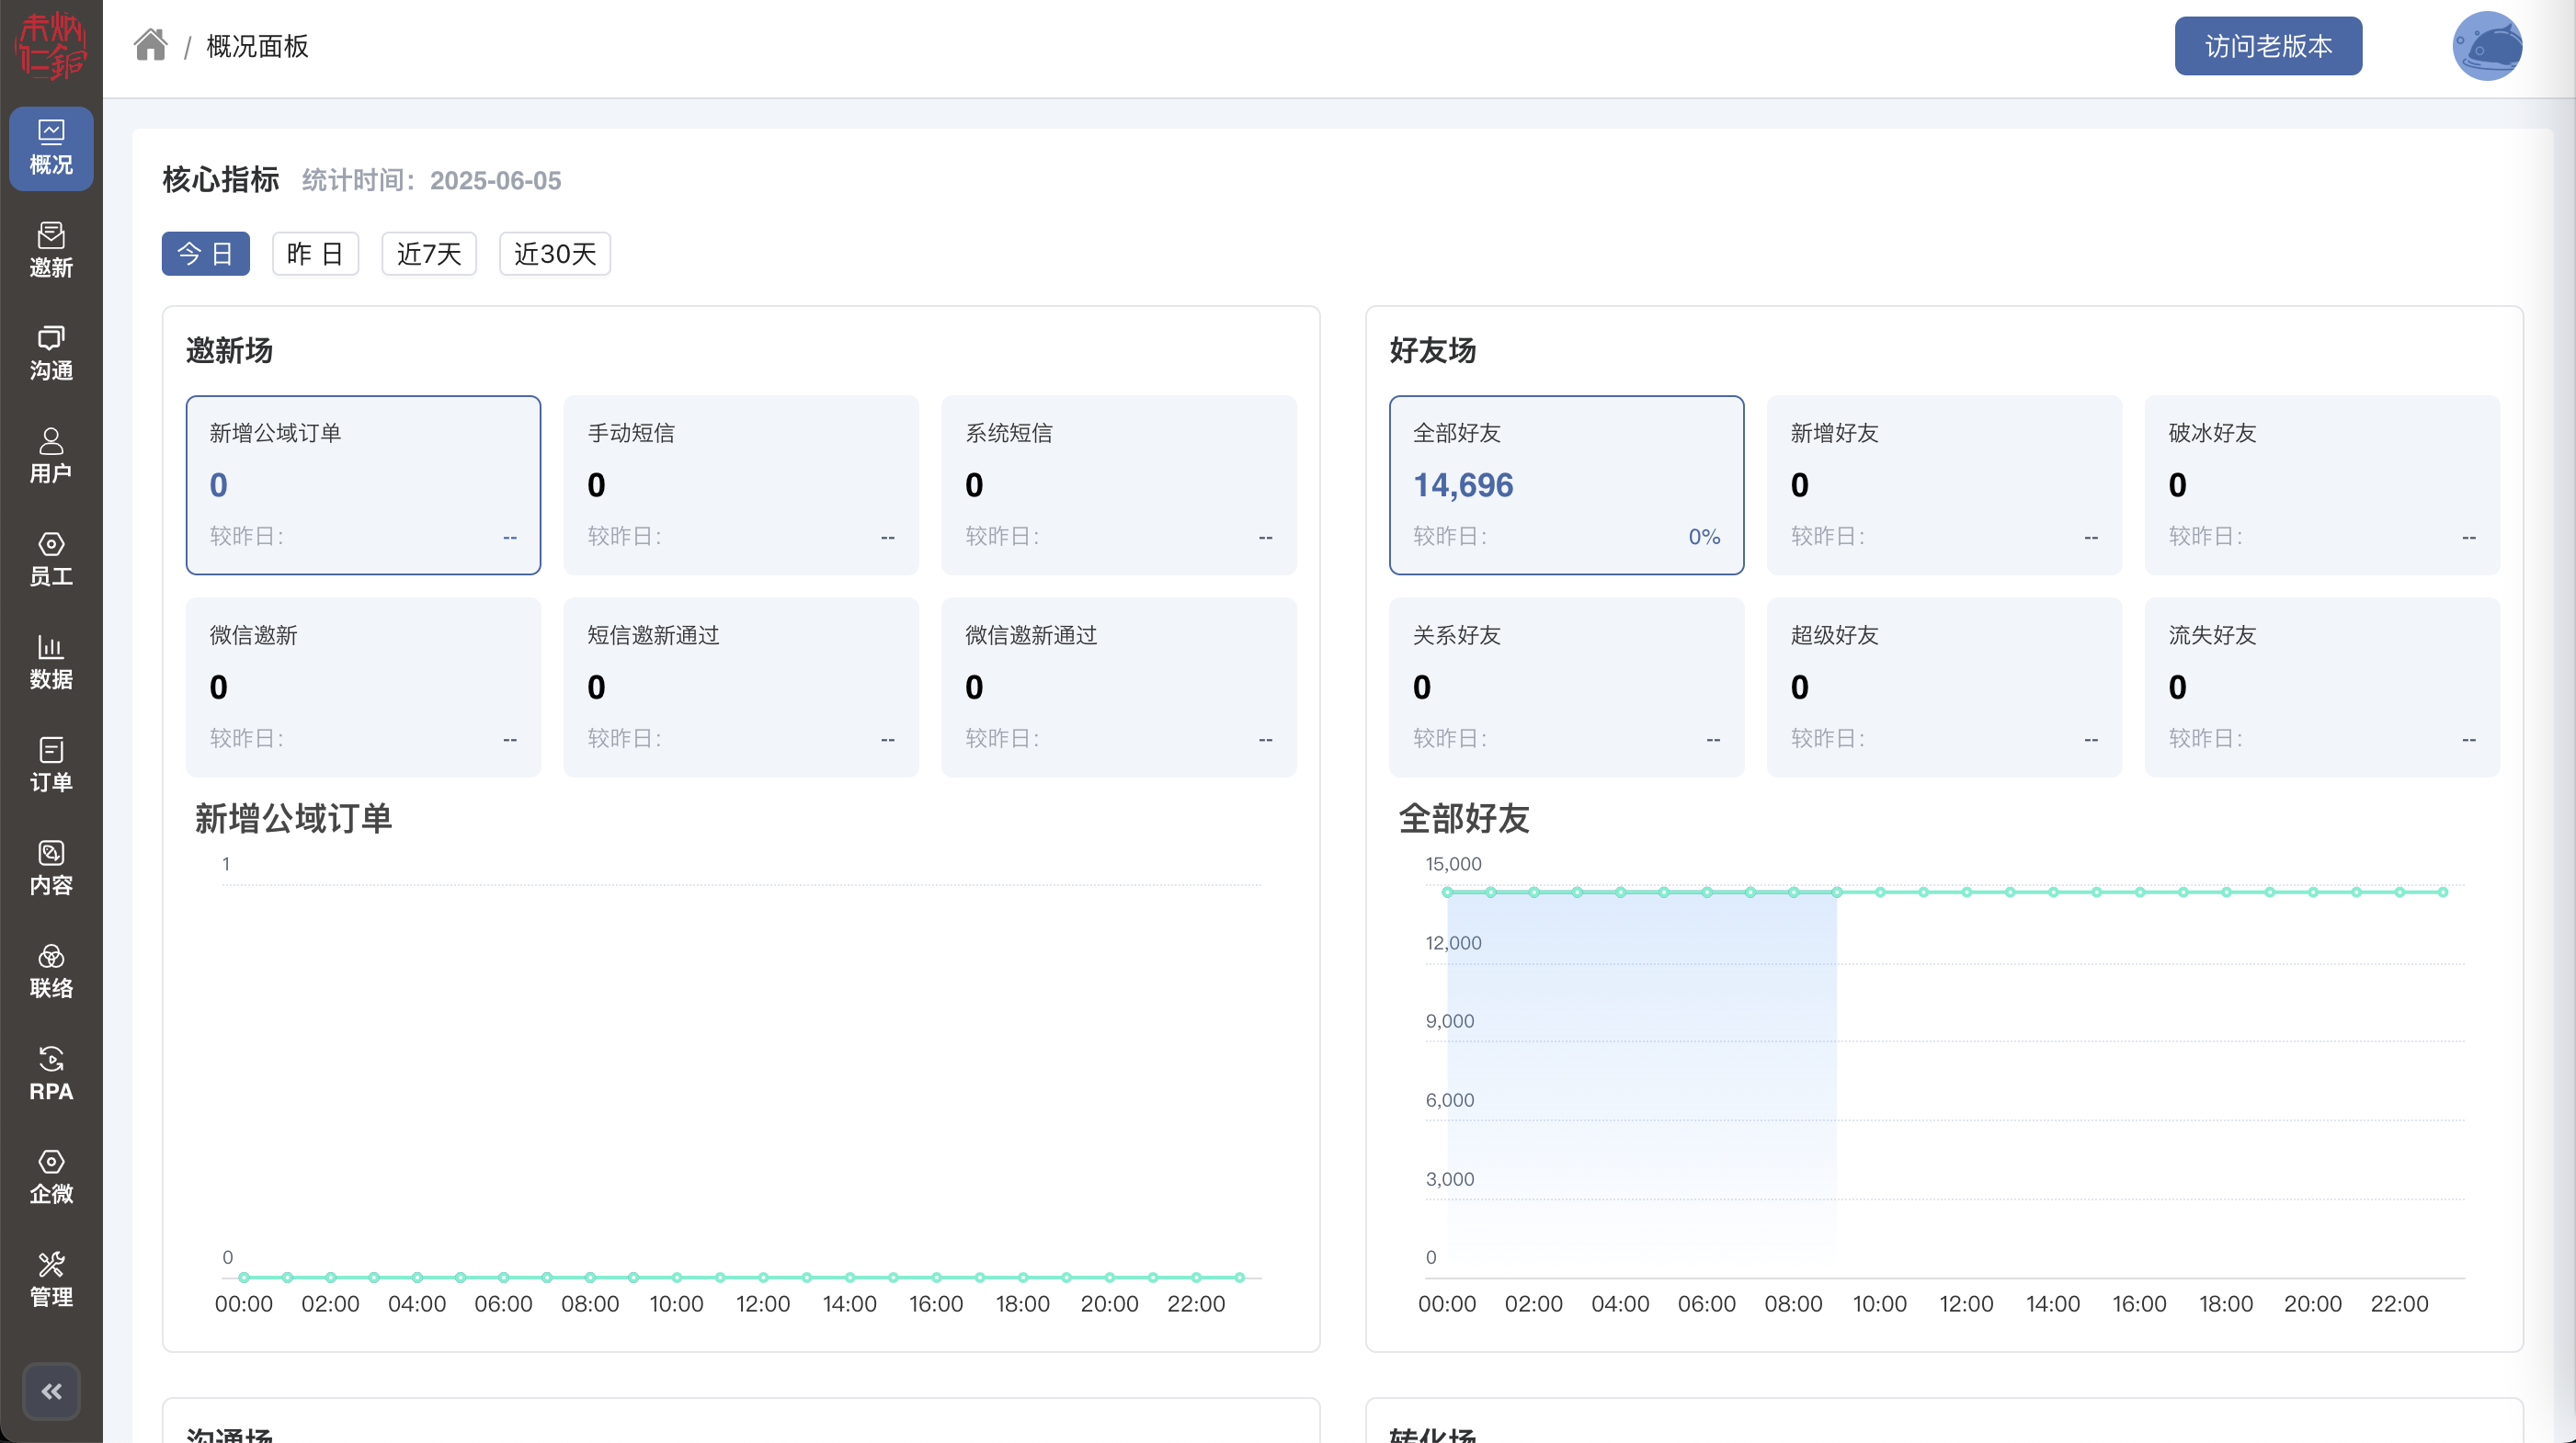 未炳
仁銅
概况
邀新
沟通
用户
员工
数据
订单
内容
联络
RPA
企微
管理
/ 概况面板
访问老版本
核心指标 统计时间：2025-06-05
今日 昨日 近7天 近30天
邀新场
新增公域订单 手动短信 系统短信
0 0 0
较昨日： -- 较昨日： -- 较昨日： --
微信邀新 短信邀新通过 微信邀新通过
0 0 0
较昨日： -- 较昨日： -- 较昨日： --
新增公域订单
1
0
00:00 02:00 04:00 06:00 08:00 10:00 12:00 14:00 16:00 18:00 20:00 22:00
好友场
全部好友 新增好友 破冰好友
14,696 0 0
较昨日： 0% 较昨日： -- 较昨日： --
关系好友 超级好友 流失好友
0 0 0
较昨日： -- 较昨日： -- 较昨日： --
全部好友
15,000
12,000
9,000
6,000
3,000
0
00:00 02:00 04:00 06:00 08:00 10:00 12:00 14:00 16:00 18:00 20:00 22:00
沟通场
转化场